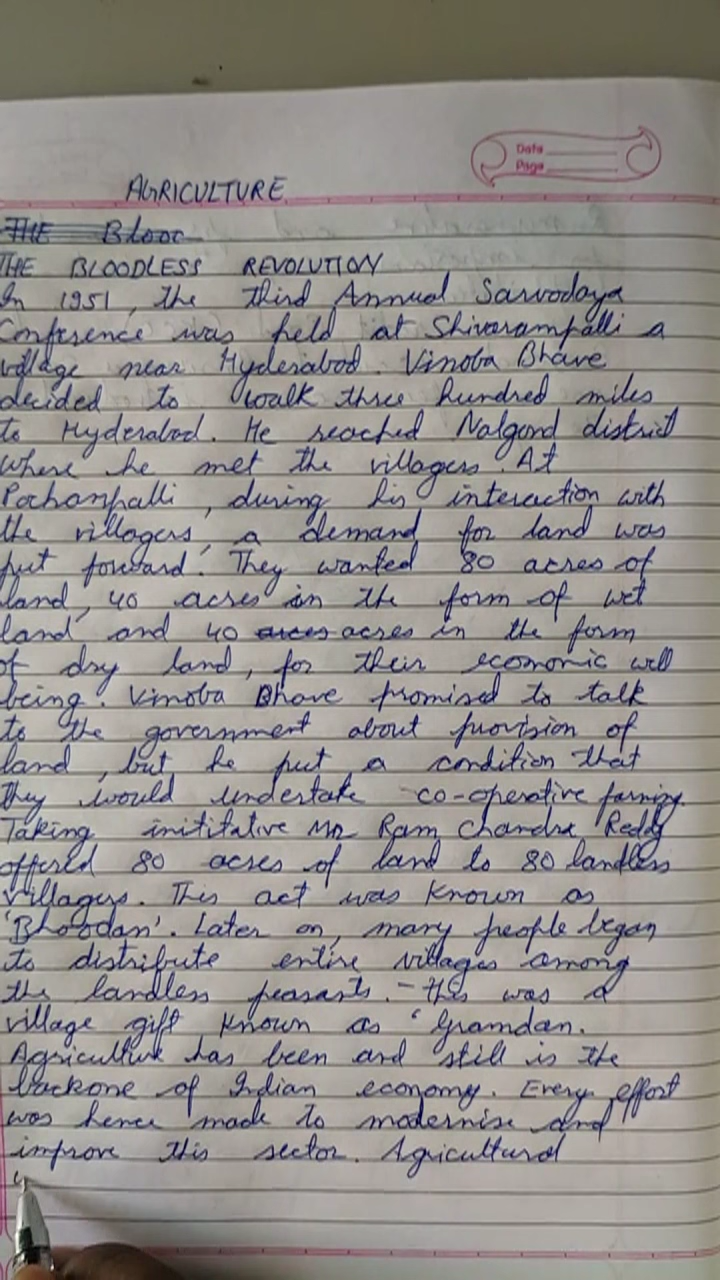 Date
Page
AGRICULTURE
THE Blooc
THE BLOODLESS REVOLUTION
In 1951, the third Annual Sarvodaya
Conference was held at Shivarampalli a
village near Hyderabad. Vinoba Bhave
decided to walk three hundred miles
to Hyderabad. He reached Nalgond district
where he met the villagers. At
Pochampalli, during his interaction with
the villagers, a demand for land was
put forward. They wanted 80 acres of
land, 40 acres in the form of wet
land and 40 acres acres in the form
of dry land, for their economic well
being. Vinoba Bhave promised to talk
to the government about provision of
land, but he put a condition that
they would undertake co-operative farming.
Taking inititative Mr Ram Chandra Reddy
offered 80 acres of land to 80 landless
villagers. This act was known as
'Bhoodan'. Later on, many people began
to distribute entire villages among
the landless peasants. - this was a
village gift known as 'Gramdan.
Agriculture has been and still is the
backone of Indian economy. Every effort
was hence made to modernise and
improve this sector. Agricultural